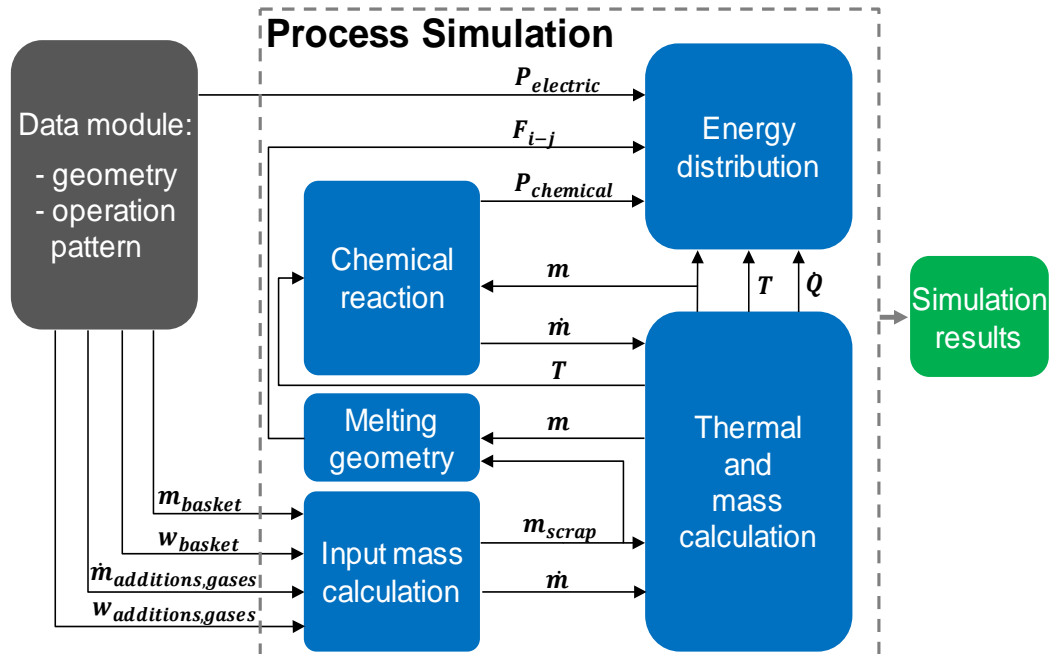 Process Simulation
Data module:
- geometry
- operation
pattern
P_electric
F_{i-j}
P_chemical
Energy
distribution
Chemical
reaction
m
T
Q̇
ṁ
T
Melting
geometry
m
Thermal
and
mass
calculation
Simulation
results
m_basket
w_basket
ṁ_additions,gases
w_additions,gases
Input mass
calculation
m_scrap
ṁ